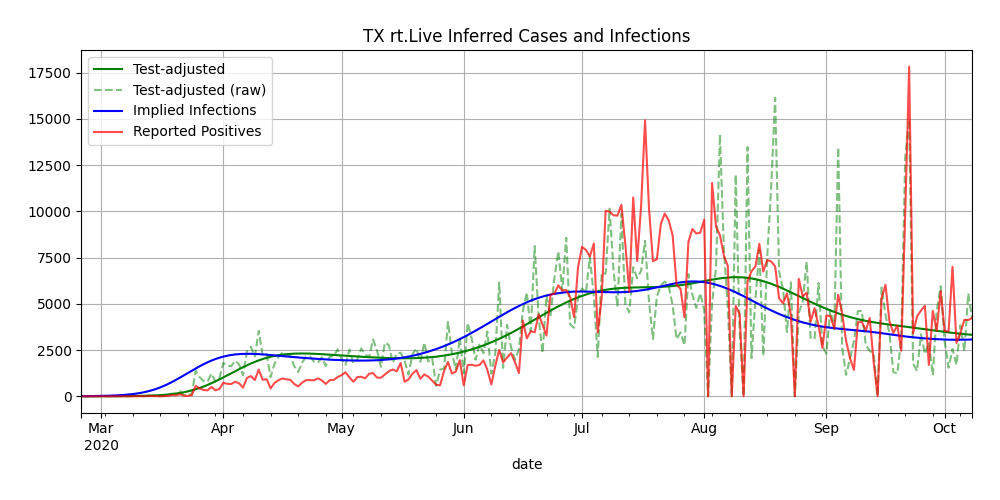 TX rt.Live Inferred Cases and Infections
Test-adjusted
Test-adjusted (raw)
Implied Infections
Reported Positives
17500
15000
12500
10000
7500
5000
2500
0
Mar Apr May Jun Jul Aug Sep Oct
2020
date